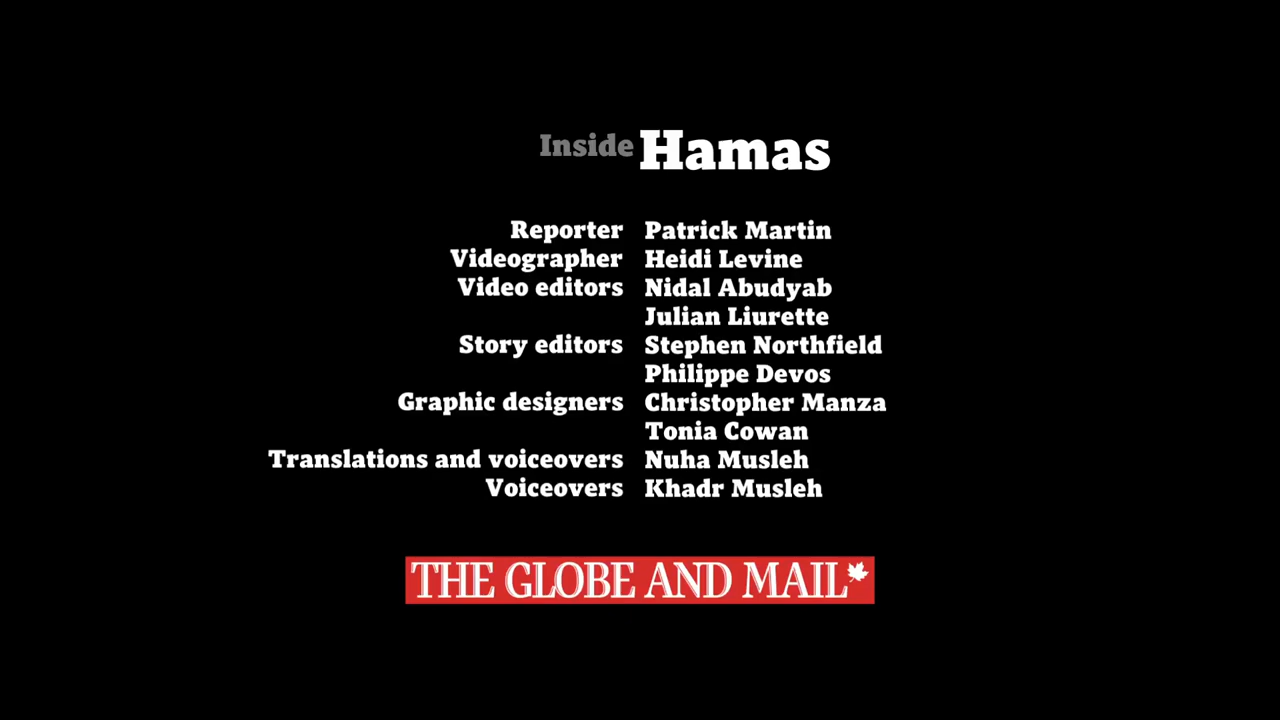 Inside Hamas
Reporter Patrick Martin
Videographer Heidi Levine
Video editors Nidal Abudyab
Julian Liurette
Story editors Stephen Northfield
Philippe Devos
Graphic designers Christopher Manza
Tonia Cowan
Translations and voiceovers Nuha Musleh
Voiceovers Khadr Musleh
THE GLOBE AND MAIL